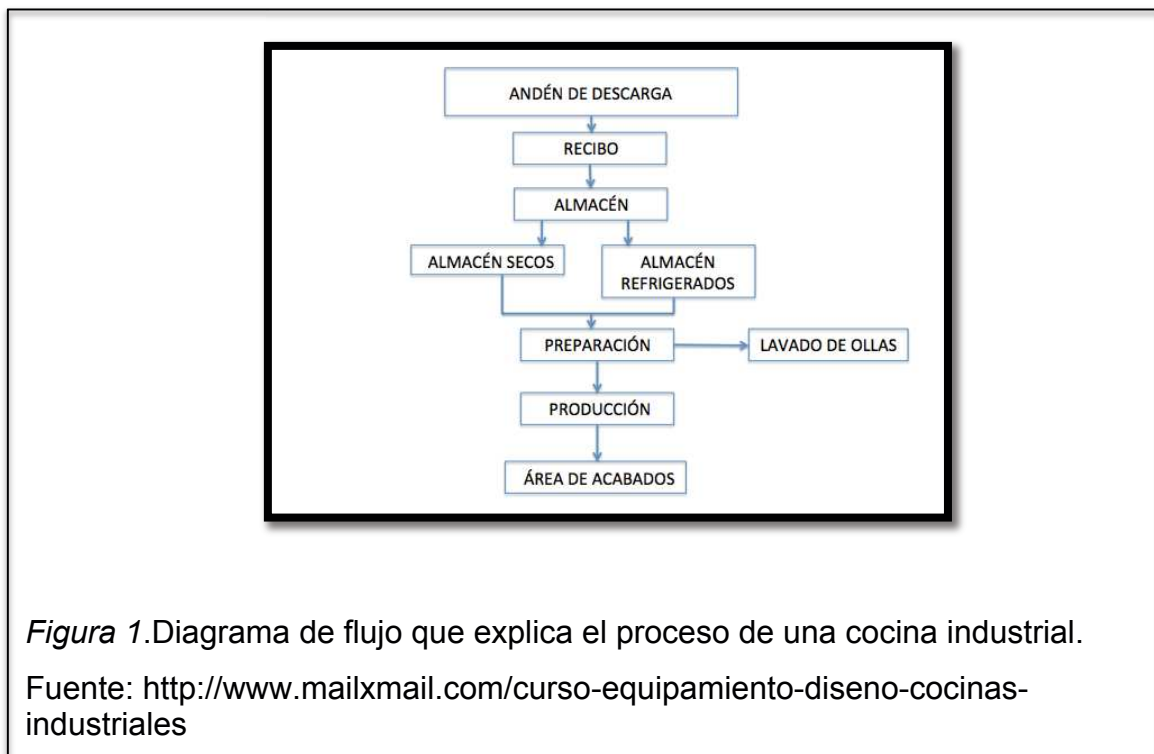 ANDÉN DE DESCARGA
RECIBO
ALMACÉN
ALMACÉN SECOS
ALMACÉN
REFRIGERADOS
PREPARACIÓN
LAVADO DE OLLAS
PRODUCCIÓN
ÁREA DE ACABADOS
Figura 1.Diagrama de flujo que explica el proceso de una cocina industrial.
Fuente: http://www.mailxmail.com/curso-equipamiento-diseno-cocinas-
industriales